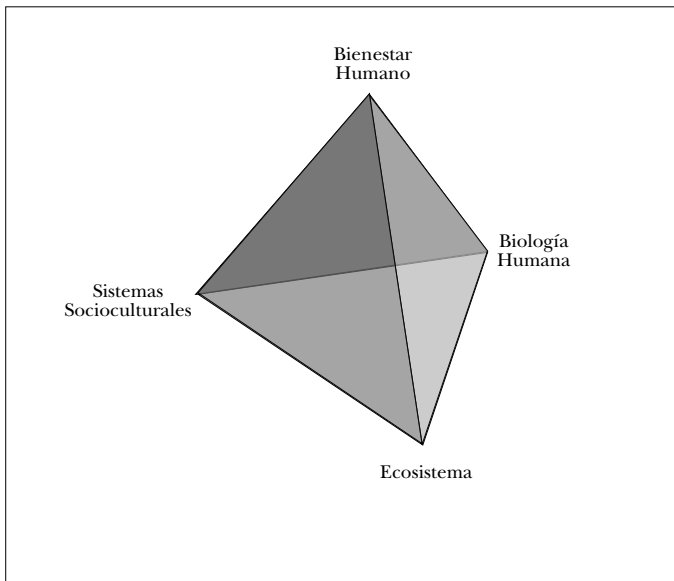 Bienestar
Humano
Biología
Humana
Sistemas
Socioculturales
Ecosistema